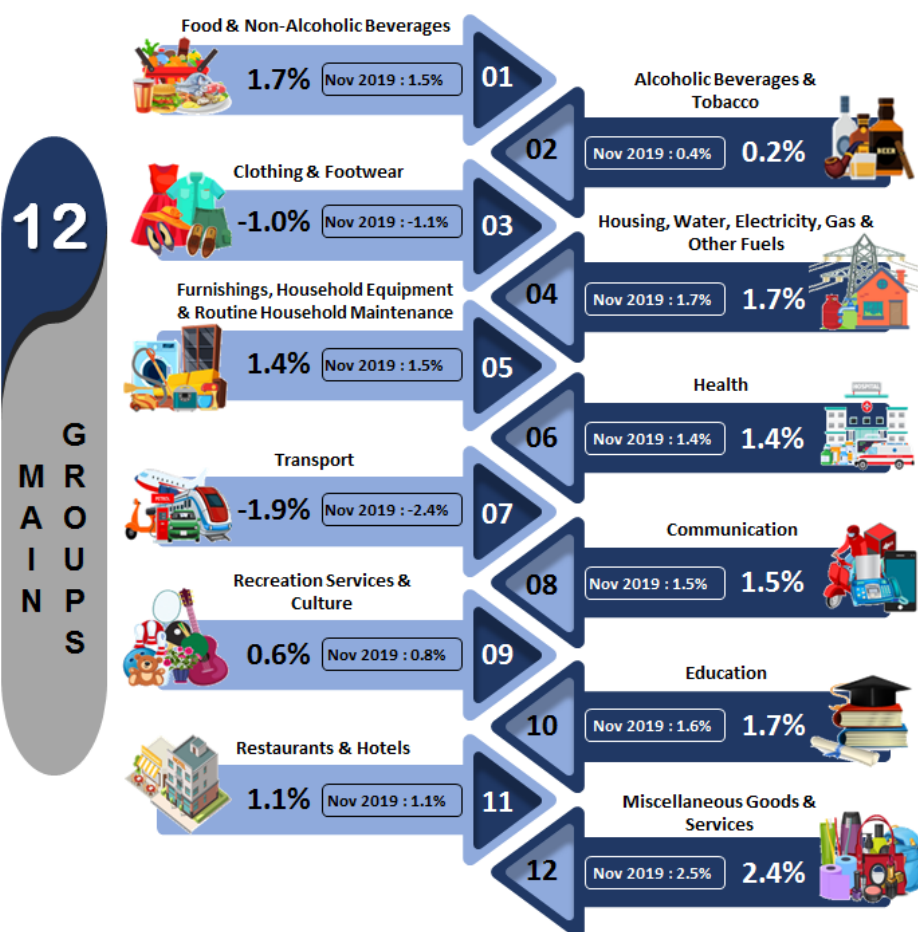 12
MAIN
GROUPS
Food & Non-Alcoholic Beverages
1.7%
Nov 2019 : 1.5%
01
Alcoholic Beverages &
Tobacco
02
Nov 2019 : 0.4%
0.2%
BEER
Clothing & Footwear
-1.0%
Nov 2019 : -1.1%
03
Housing, Water, Electricity, Gas &
Other Fuels
04
Nov 2019 : 1.7%
1.7%
Furnishings, Household Equipment
& Routine Household Maintenance
1.4%
Nov 2019 : 1.5%
05
Health
HOSPITAL
06
Nov 2019 : 1.4%
1.4%
Transport
PETROL
-1.9%
Nov 2019 : -2.4%
07
Communication
08
Nov 2019 : 1.5%
1.5%
Recreation Services &
Culture
0.6%
Nov 2019 : 0.8%
09
Education
10
Nov 2019 : 1.6%
1.7%
Restaurants & Hotels
1.1%
Nov 2019 : 1.1%
11
Miscellaneous Goods &
Services
12
Nov 2019 : 2.5%
2.4%